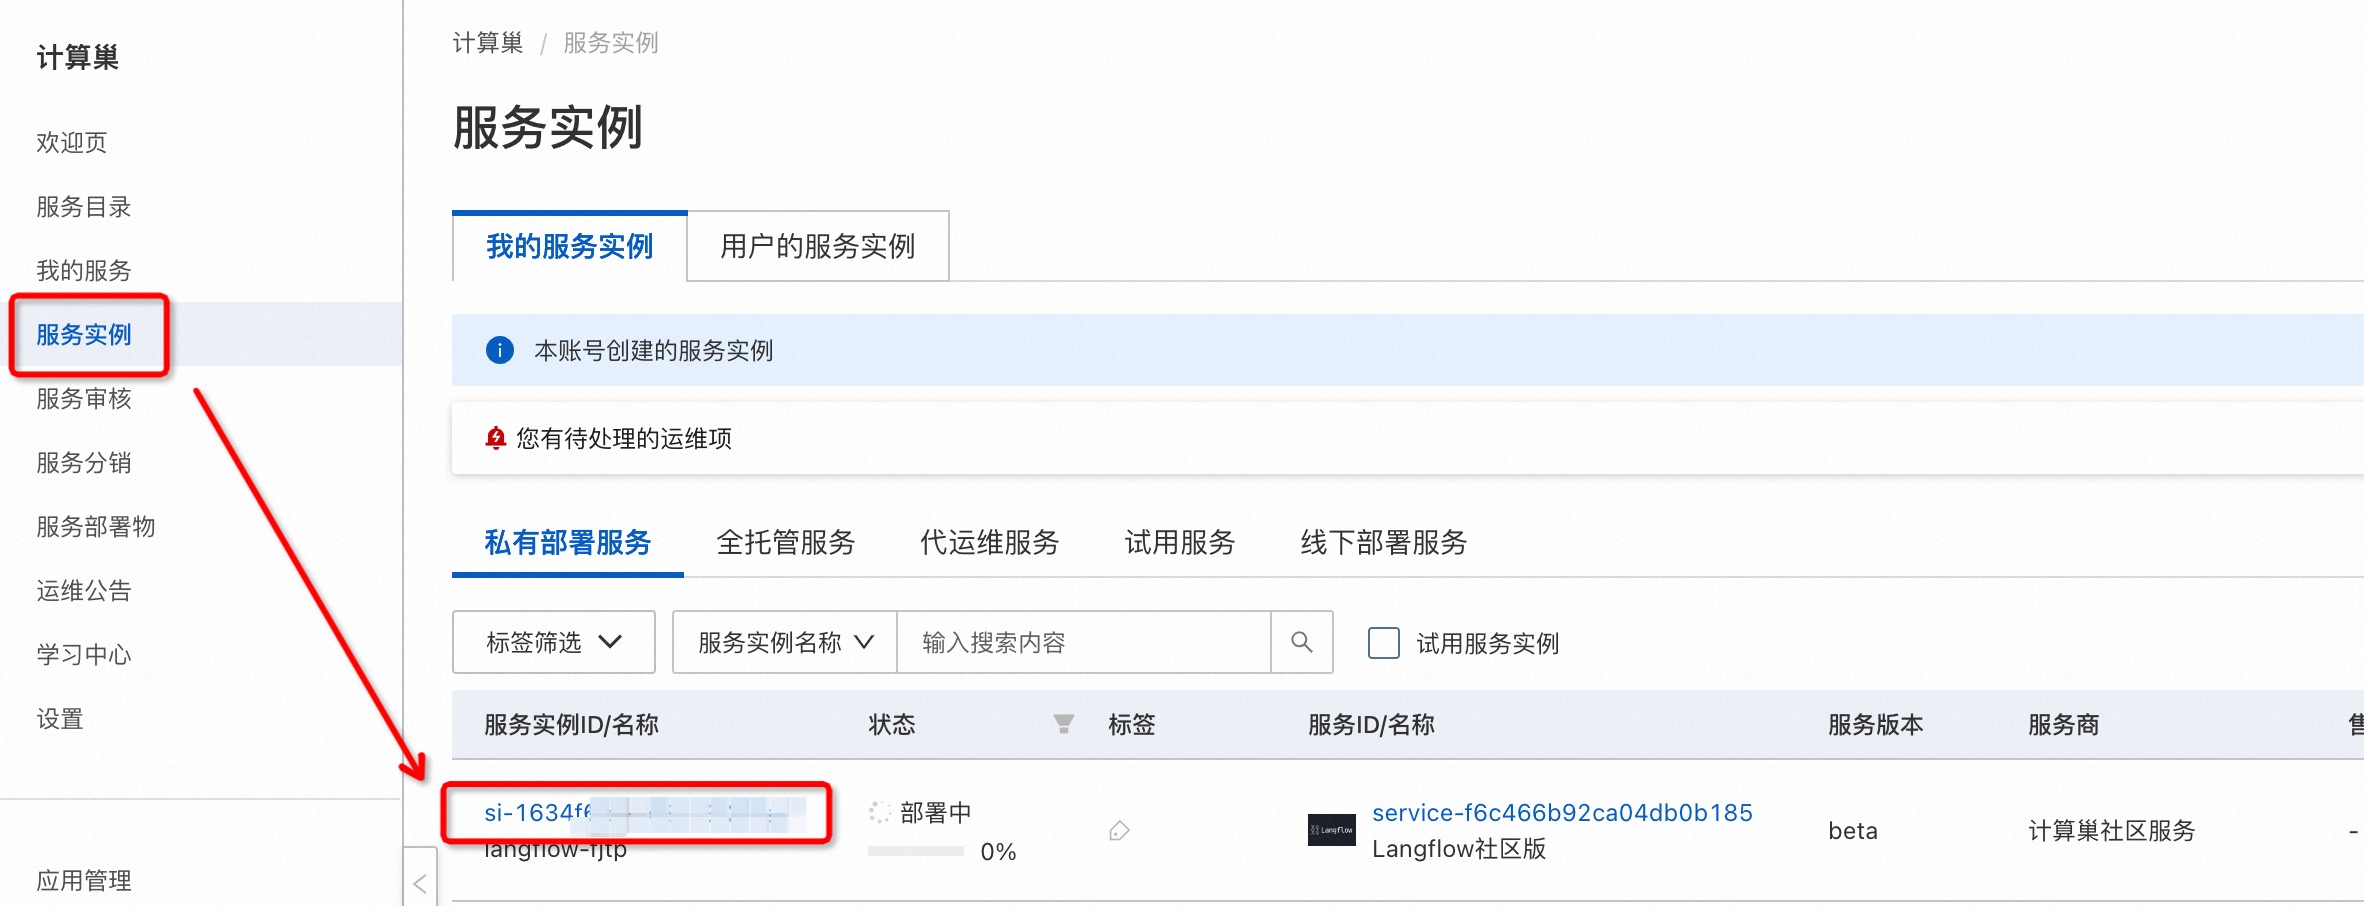 计算巢
欢迎页
服务目录
我的服务
服务实例
服务审核
服务分销
服务部署物
运维公告
学习中心
设置
应用管理
计算巢 / 服务实例
服务实例
我的服务实例 用户的服务实例
本账号创建的服务实例
您有待处理的运维项
私有部署服务 全托管服务 代运维服务 试用服务 线下部署服务
标签筛选 服务实例名称 输入搜索内容 试用服务实例
服务实例ID/名称 状态 标签 服务ID/名称 服务版本 服务商 售
si-1634f6 部署中 service-f6c466b92ca04db0b185
langflow-fjtp 0% Langflow Langflow社区版 beta 计算巢社区服务 -